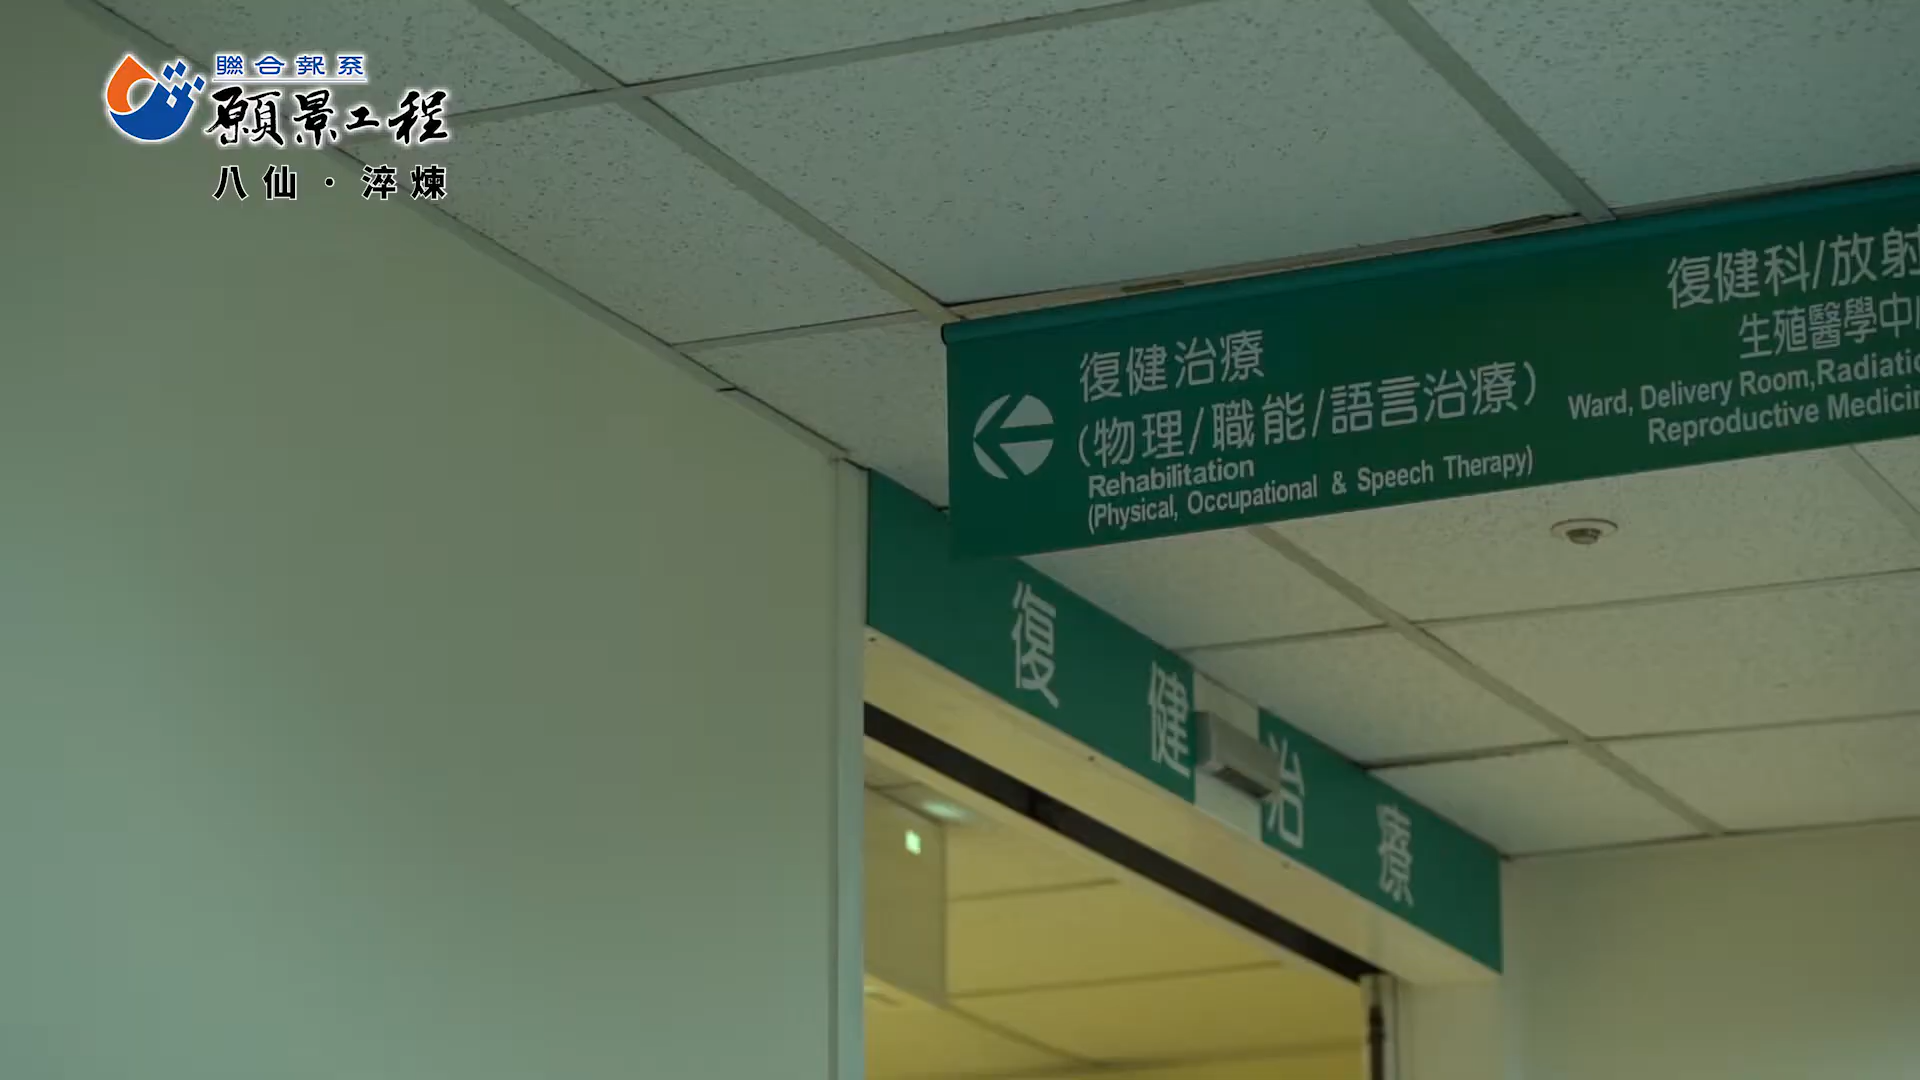 聯合報系
願景工程
八仙·淬煉
復健治療
(物理/職能/語言治療)
Rehabilitation
(Physical, Occupational & Speech Therapy)
復健科/放射
生殖醫學中
Ward, Delivery Room,
Reproductive
復健治療